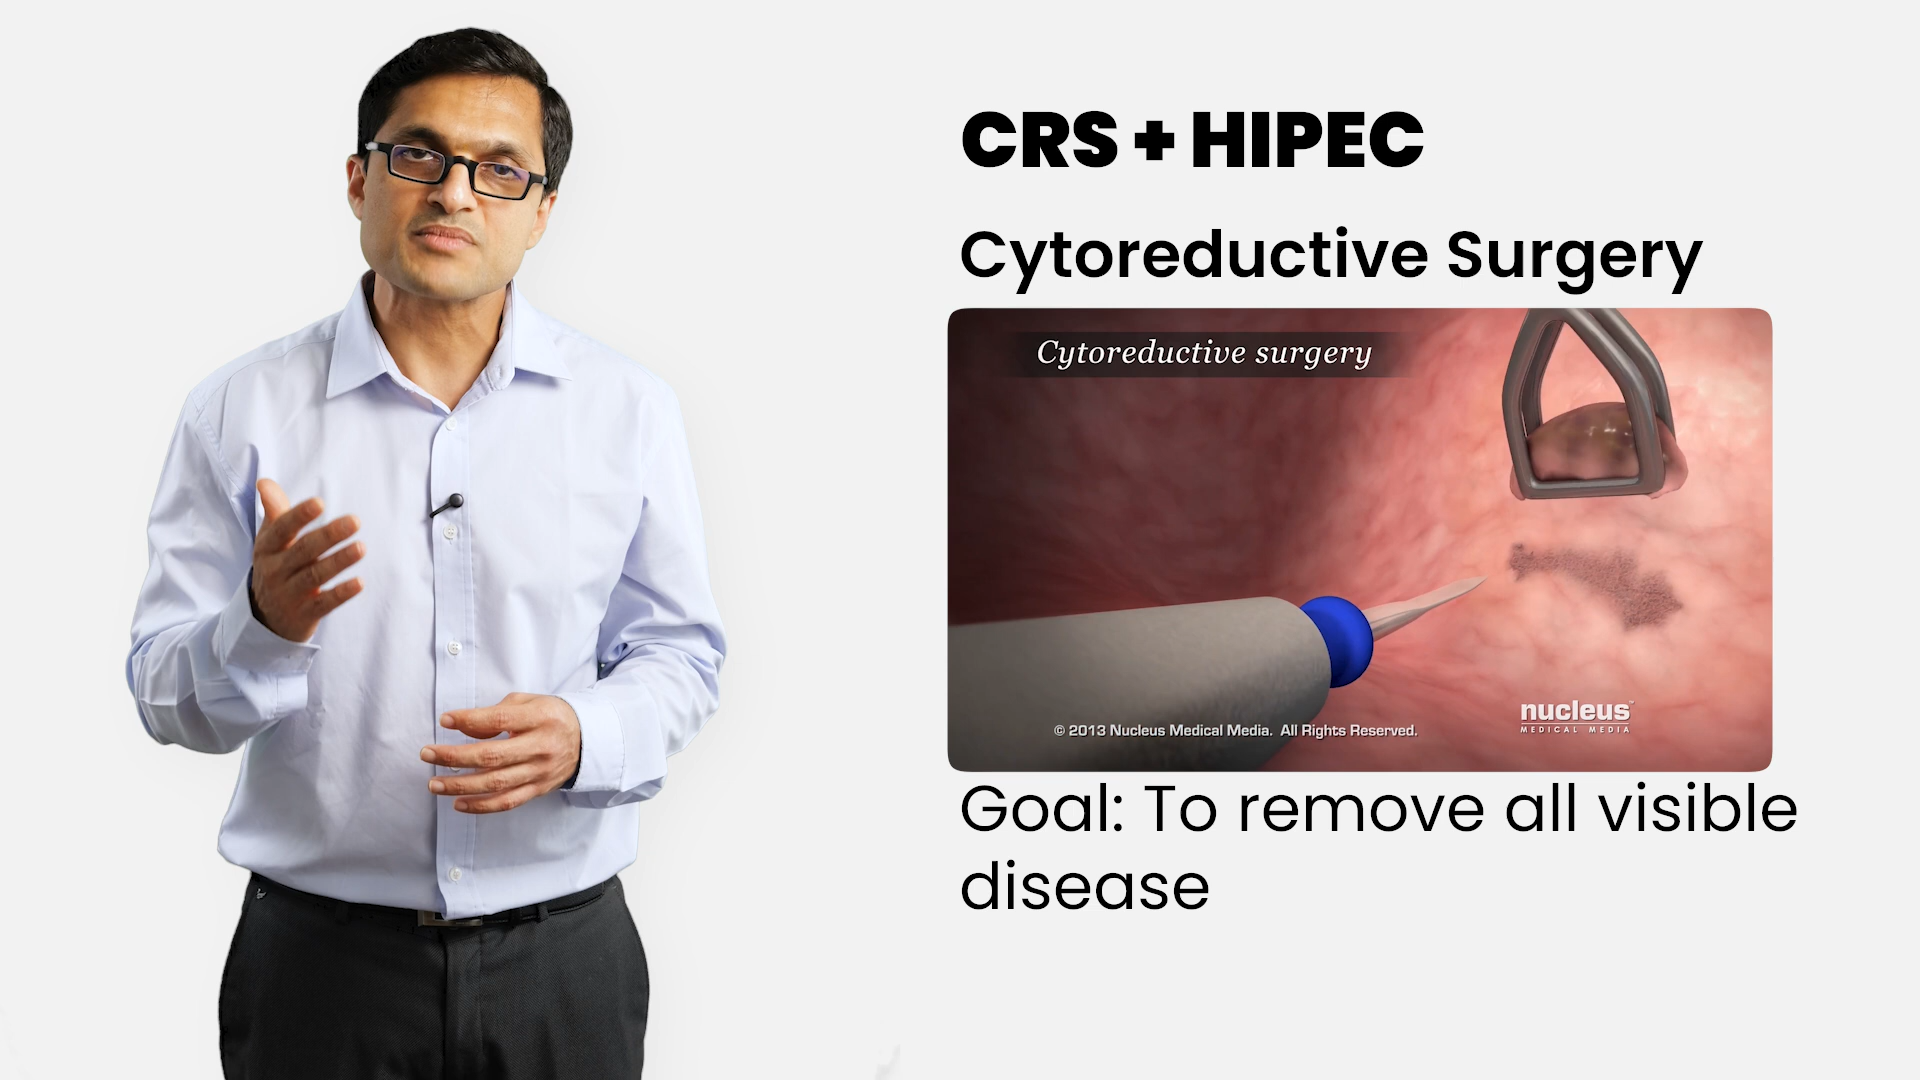 CRS + HIPEC
Cytoreductive Surgery
Cytoreductive surgery
© 2013 Nucleus Medical Media. All Rights Reserved.
nucleus™
MEDICAL MEDIA
Goal: To remove all visible
disease